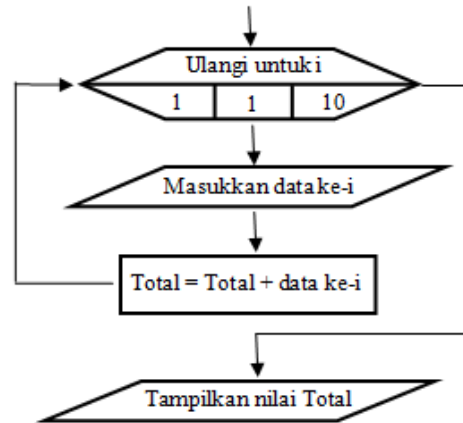 Ulangi untuk i
1 1 10
Masukkan data ke-i
Total = Total + data ke-i
Tampilkan nilai Total